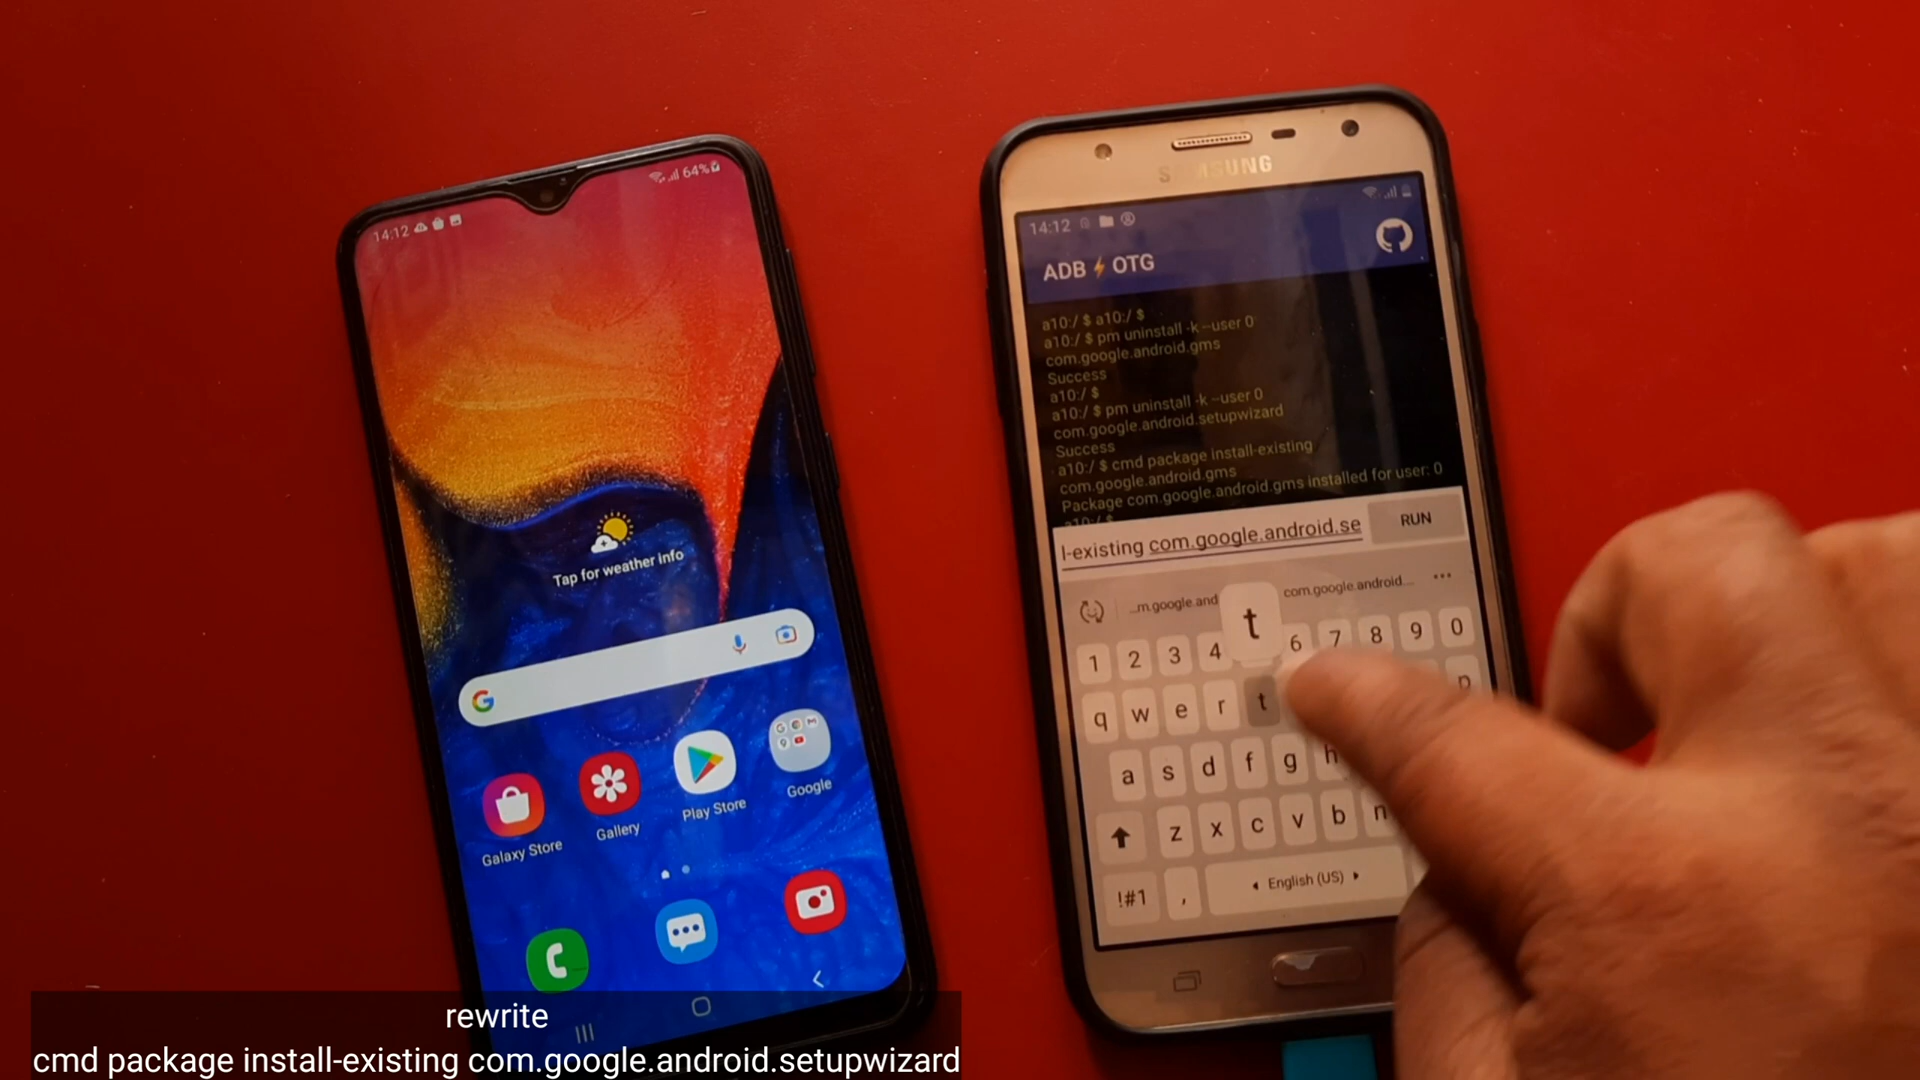 14:12
64%
Tap for weather info
G
Galaxy Store
Gallery
Play Store
Google
SAMSUNG
14:12
ADB⚡OTG
a10:/ $ a10:/ $
a10:/ $ pm uninstall -k --user 0
com.google.android.gms
Success
a10:/ $
a10:/ $ pm uninstall -k --user 0
com.google.android.setupwizard
Success
a10:/ $ cmd package install-existing
com.google.android.gms
Package com.google.android.gms installed for user: 0
a10:/ $
l-existing com.google.android.se
RUN
...m.google.and
com.google.android...
t
1 2 3 4 6 7 8 9 0
q w e r t p
a s d f g h
z x c v b n
!#1 , English (US)
rewrite
cmd package install-existing com.google.android.setupwizard